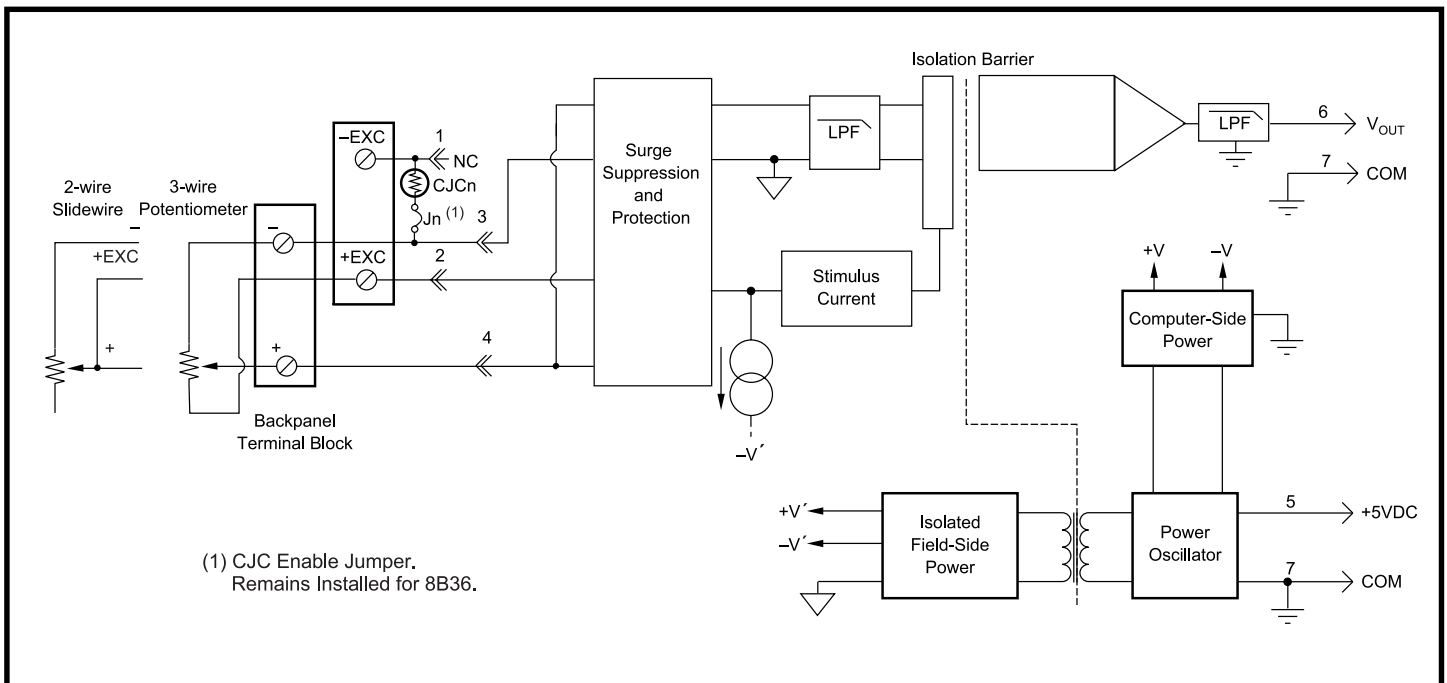 Isolation Barrier
–EXC
1
NC
CJCn
Jn (1)
3
+EXC
2
4
2-wire
Slidewire
3-wire
Potentiometer
–
+EXC
+
–
+
Backpanel
Terminal Block
Surge
Suppression
and
Protection
LPF
Stimulus
Current
–V′
LPF
6
VOUT
7
COM
+V
–V
Computer-Side
Power
+V′
–V′
Isolated
Field-Side
Power
Power
Oscillator
5
+5VDC
7
COM
(1) CJC Enable Jumper.
Remains Installed for 8B36.